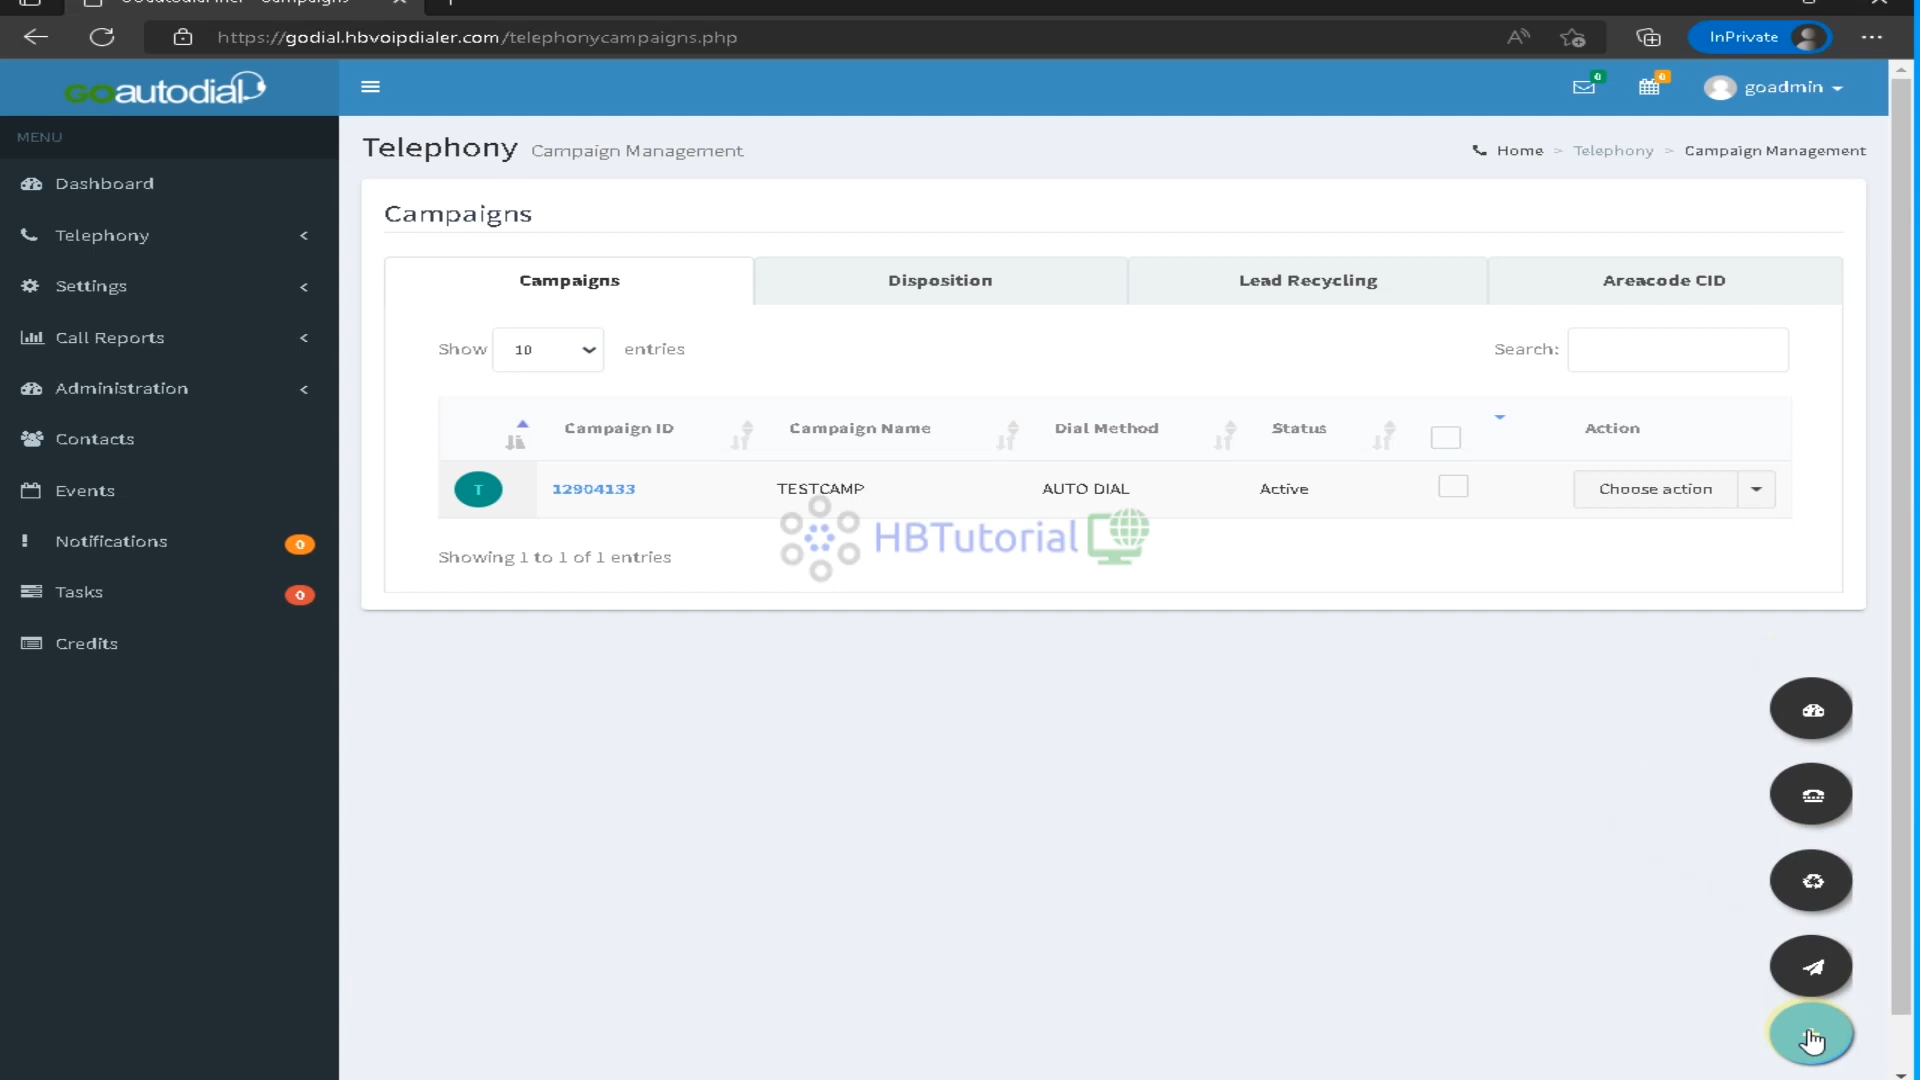 https://godial.hbvoipdialer.com/telephonycampaigns.php
InPrivate
GOautodial
0
0
goadmin
MENU
Dashboard
Telephony
Settings
Call Reports
Administration
Contacts
Events
Notifications
0
Tasks
0
Credits
Telephony Campaign Management
Home > Telephony > Campaign Management
Campaigns
Campaigns Disposition Lead Recycling Areacode CID
Show 10 entries
Search:
Campaign ID Campaign Name Dial Method Status Action
T 12904133 TESTCAMP AUTO DIAL Active Choose action
HBTutorial
Showing 1 to 1 of 1 entries